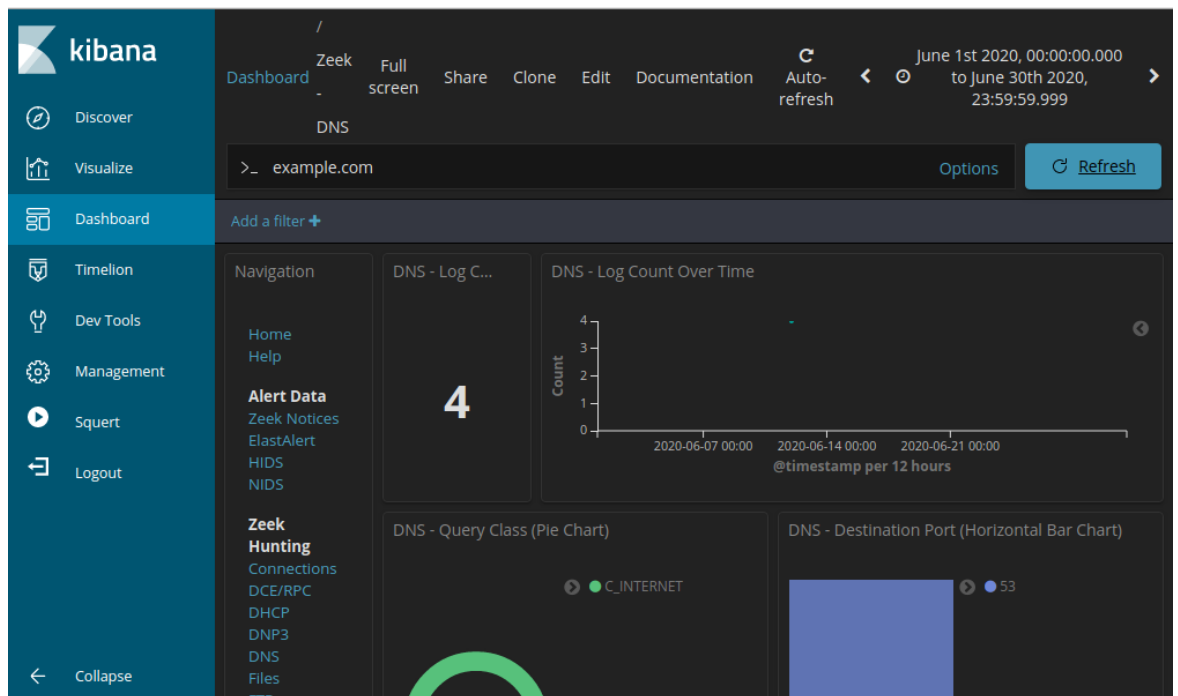 kibana
Discover
Visualize
Dashboard
Timelion
Dev Tools
Management
Squert
Logout
Collapse
Dashboard
/
Zeek
-
DNS
Full
screen
Share
Clone
Edit
Documentation
Auto-
refresh
June 1st 2020, 00:00:00.000
to June 30th 2020,
23:59:59.999
>_ example.com
Options
Refresh
Add a filter +
Navigation
Home
Help
Alert Data
Zeek Notices
ElastAlert
HIDS
NIDS
Zeek
Hunting
Connections
DCE/RPC
DHCP
DNP3
DNS
Files
DNS - Log C...
4
DNS - Log Count Over Time
Count
4
3
2
1
0
2020-06-07 00:00
2020-06-14 00:00
2020-06-21 00:00
@timestamp per 12 hours
DNS - Query Class (Pie Chart)
C_INTERNET
DNS - Destination Port (Horizontal Bar Chart)
53